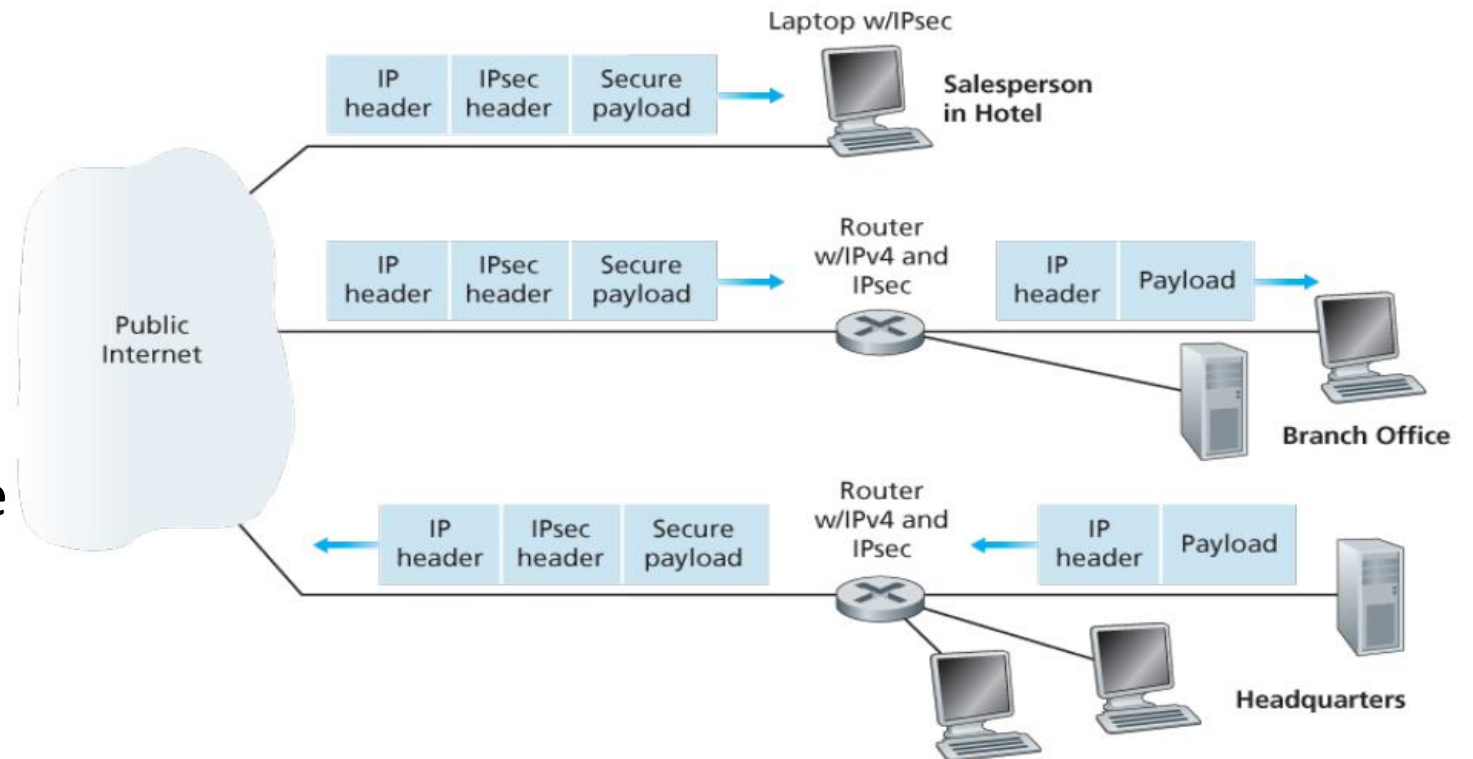 Laptop w/IPsec
IP
header
IPsec
header
Secure
payload
Salesperson
in Hotel
Public
Internet
IP
header
IPsec
header
Secure
payload
Router
w/IPv4 and
IPsec
IP
header
Payload
Branch Office
e
IP
header
IPsec
header
Secure
payload
Router
w/IPv4 and
IPsec
IP
header
Payload
Headquarters